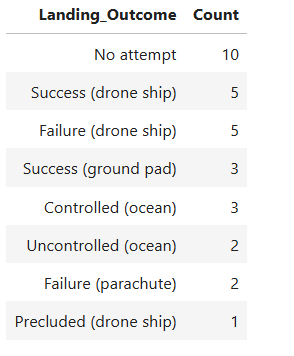 Landing_Outcome Count
No attempt 10
Success (drone ship) 5
Failure (drone ship) 5
Success (ground pad) 3
Controlled (ocean) 3
Uncontrolled (ocean) 2
Failure (parachute) 2
Precluded (drone ship) 1